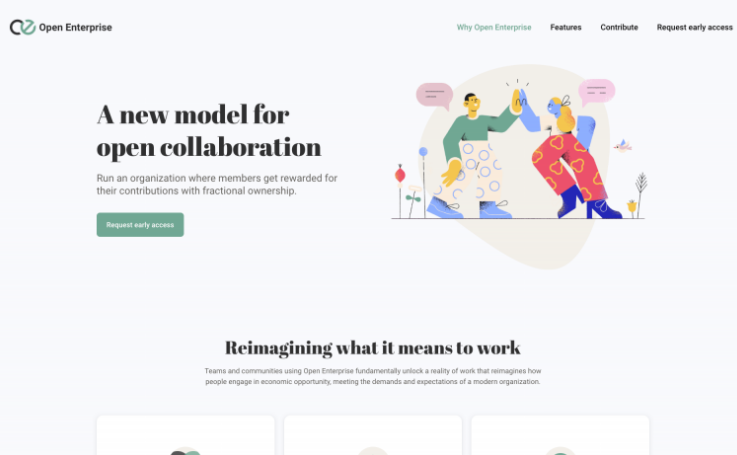 Open Enterprise
Why Open Enterprise
Features
Contribute
Request early access
A new model for
open collaboration
Run an organization where members get rewarded for
their contributions with fractional ownership.
Request early access
Reimagining what it means to work
Teams and communities using Open Enterprise fundamentally unlock a reality of work that reimagines how
people engage in economic opportunity, meeting the demands and expectations of a modern organization.